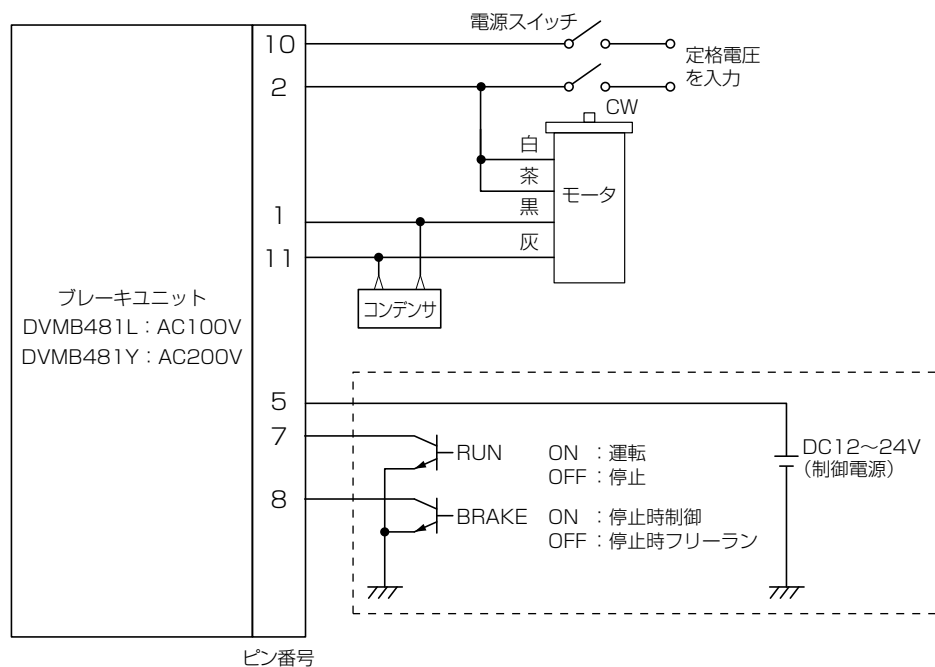 電源スイッチ
10
定格電圧
を入力
2
CW
白
茶
モータ
黒
1
灰
11
コンデンサ
ブレーキユニット
DVMB481L：AC100V
DVMB481Y：AC200V
5
7
RUN ON ：運転
OFF ：停止
DC12～24V
（制御電源）
8
BRAKE ON ：停止時制御
OFF ：停止時フリーラン
ピン番号